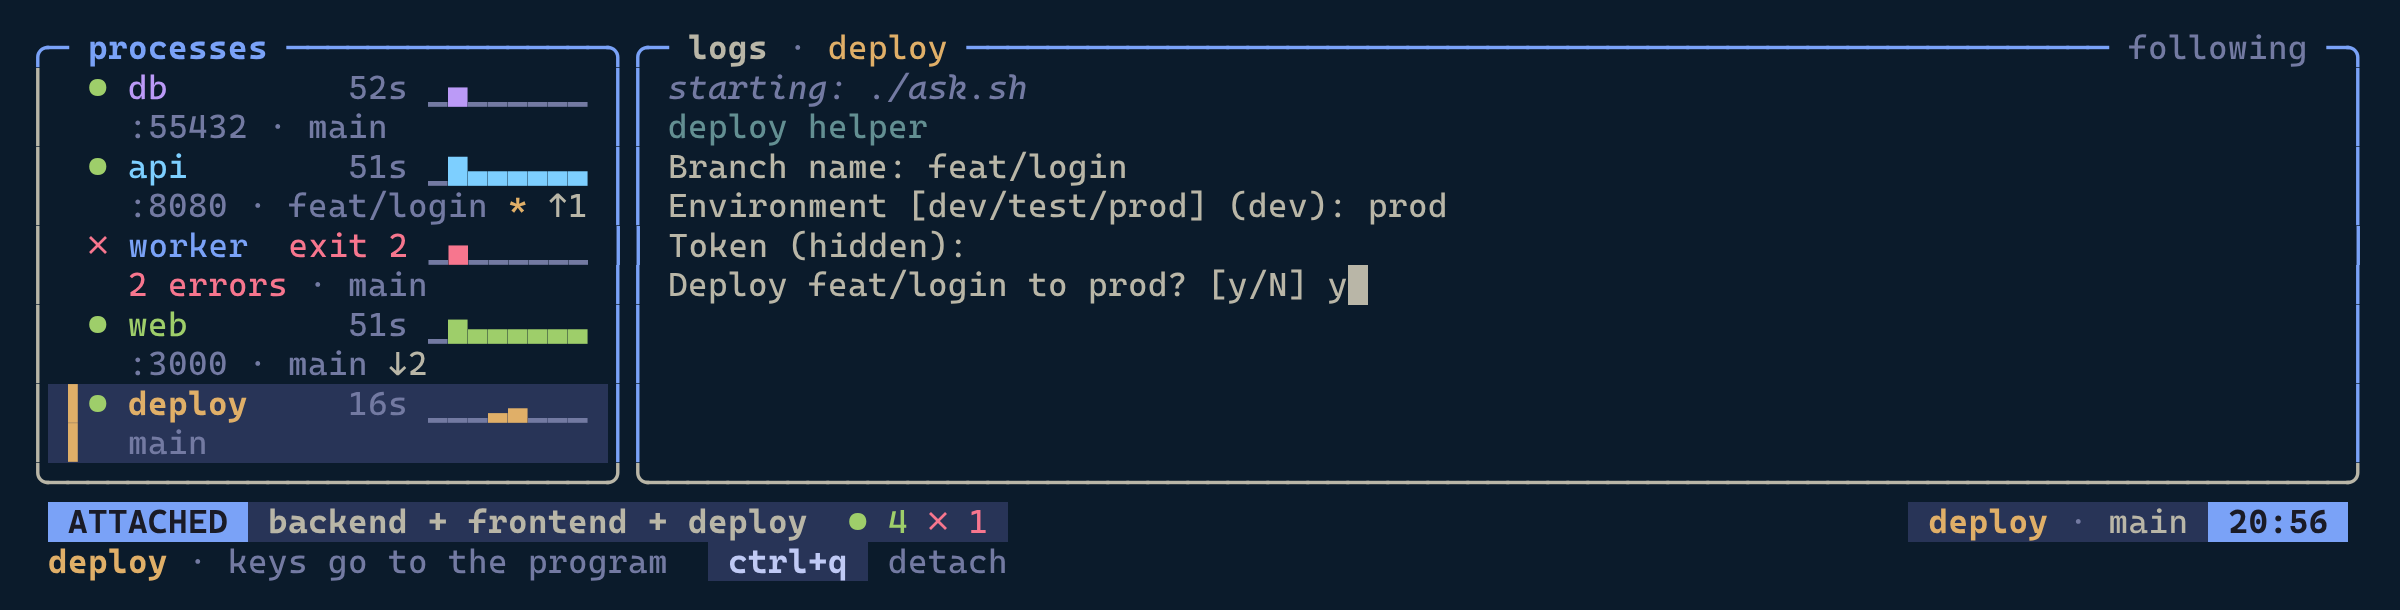 processes
● db 52s
:55432 · main
● api 51s
:8080 · feat/login * ↑1
✕ worker exit 2
2 errors · main
● web 51s
:3000 · main ↓2
● deploy 16s
main
logs · deploy
following
starting: ./ask.sh
deploy helper
Branch name: feat/login
Environment [dev/test/prod] (dev): prod
Token (hidden):
Deploy feat/login to prod? [y/N] y
ATTACHED backend + frontend + deploy ● 4 ✕ 1
deploy · main 20:56
deploy · keys go to the program ctrl+q detach